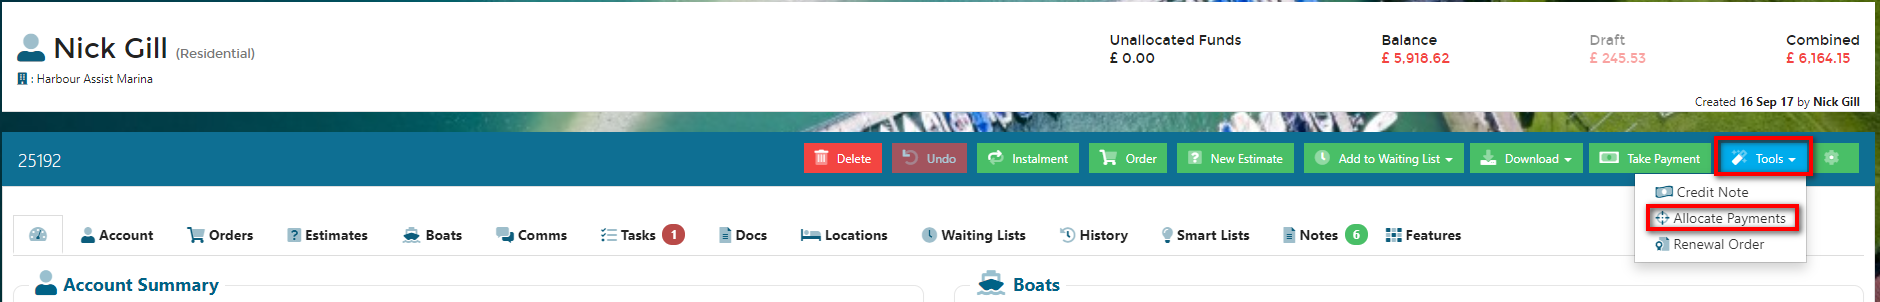 Nick Gill (Residential)
: Harbour Assist Marina
Unallocated Funds Balance Draft Combined
£ 0.00 £ 5,918.62 £ 245.53 £ 6,164.15
Created 16 Sep 17 by Nick Gill
25192 Delete Undo Instalment Order New Estimate Add to Waiting List Download Take Payment Tools
Credit Note
Allocate Payments
Renewal Order
Account Orders Estimates Boats Comms Tasks 1 Docs Locations Waiting Lists History Smart Lists Notes 6 Features
Account Summary Boats